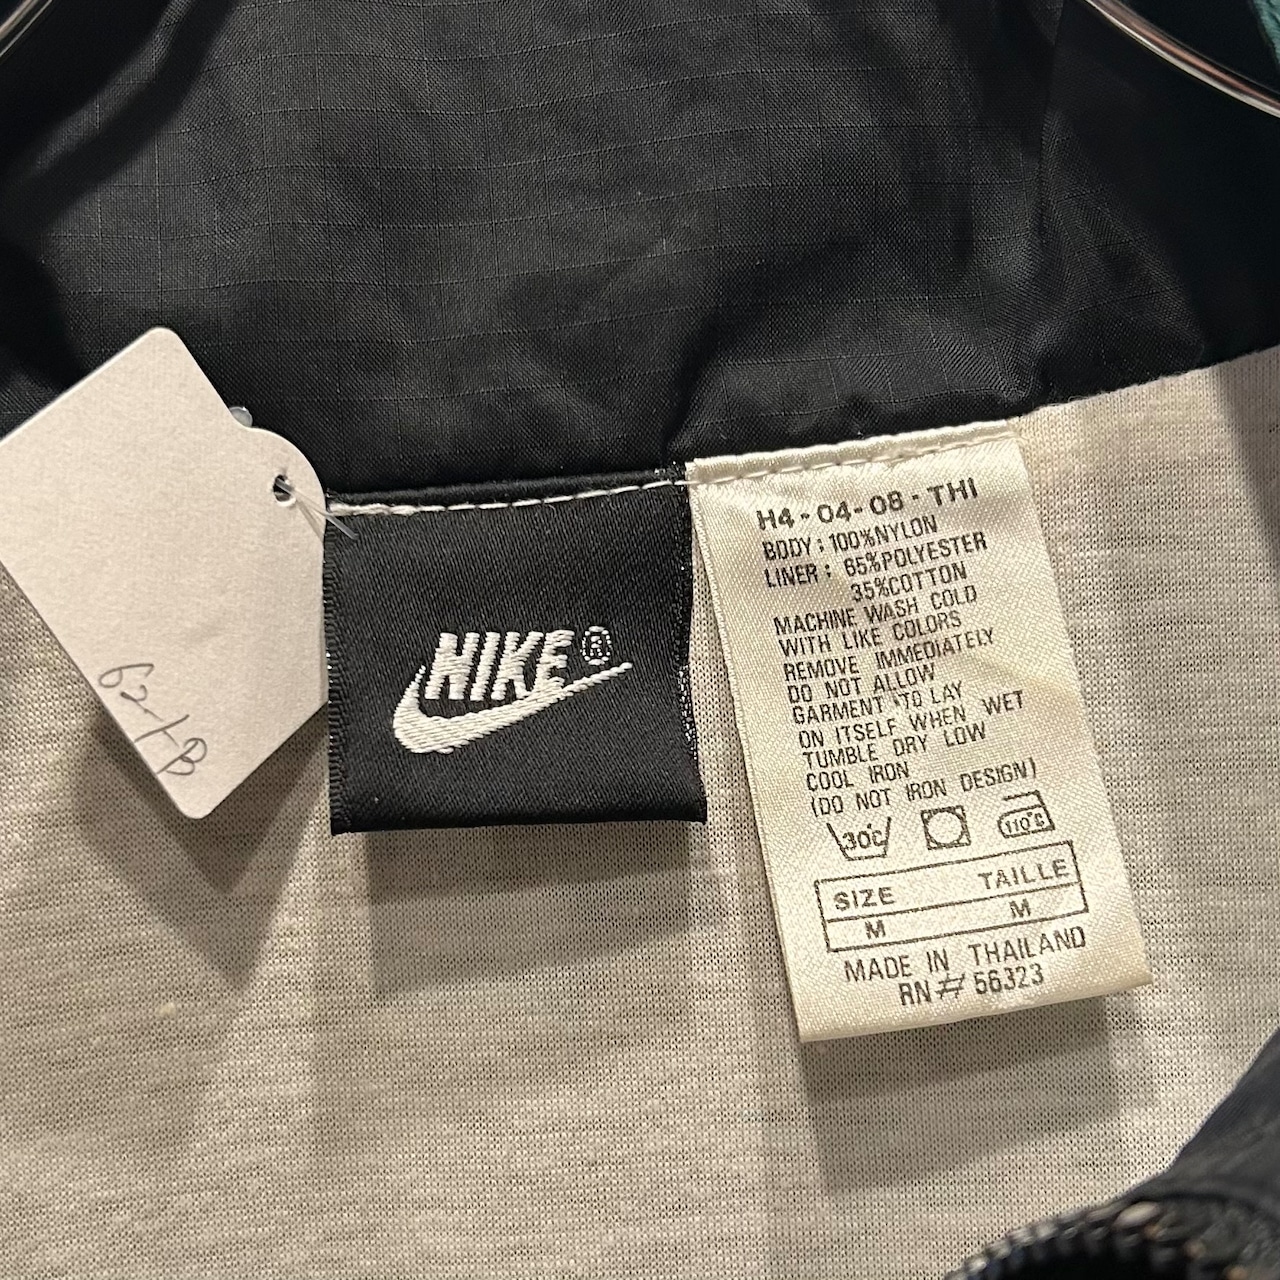 62-1B
NIKE®
H4-04-08-THI
BODY: 100%NYLON
LINER: 65%POLYESTER
35%COTTON
MACHINE WASH COLD
WITH LIKE COLORS
REMOVE IMMEDIATELY
DO NOT ALLOW
GARMENT TO LAY
ON ITSELF WHEN WET
TUMBLE DRY LOW
COOL IRON
(DO NOT IRON DESIGN)
30°C 110°C
SIZE TAILLE
M M
MADE IN THAILAND
RN# 56323